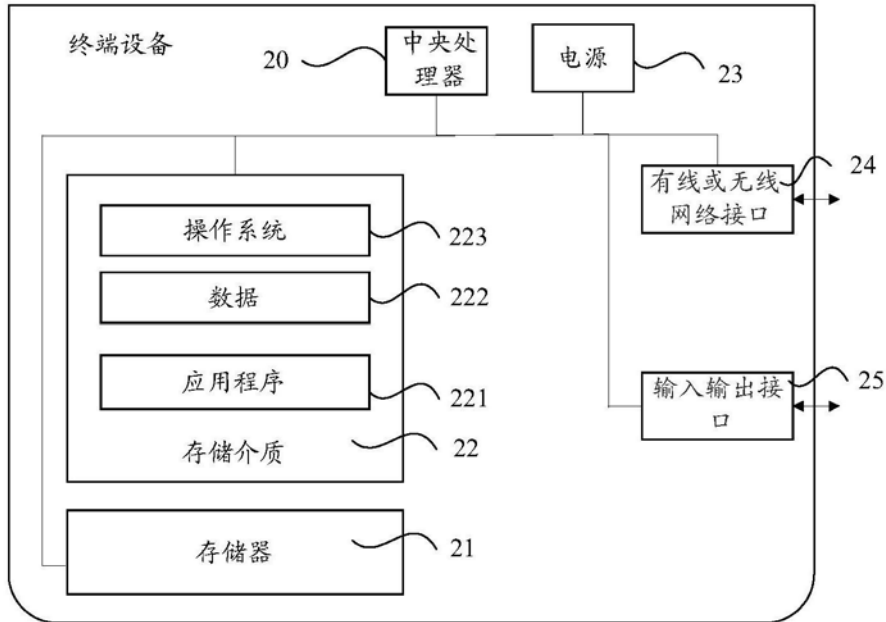 终端设备
20
中央处
理器
电源
23
有线或无线
网络接口
24
操作系统
223
数据
222
应用程序
221
存储介质
22
输入输出接
口
25
存储器
21